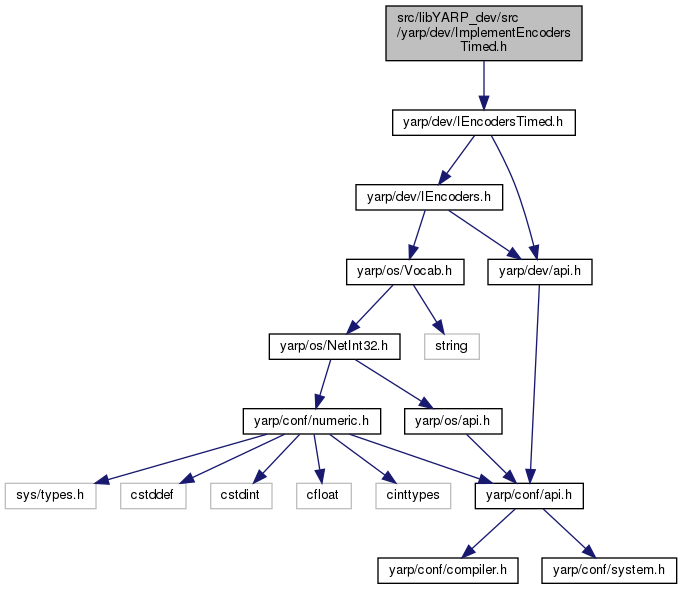 src/libYARP_dev/src
/yarp/dev/ImplementEncoders
Timed.h
yarp/dev/IEncodersTimed.h
yarp/dev/IEncoders.h
yarp/os/Vocab.h
yarp/dev/api.h
yarp/os/NetInt32.h
string
yarp/conf/numeric.h
yarp/os/api.h
sys/types.h
cstddef
cstdint
cfloat
cinttypes
yarp/conf/api.h
yarp/conf/compiler.h
yarp/conf/system.h